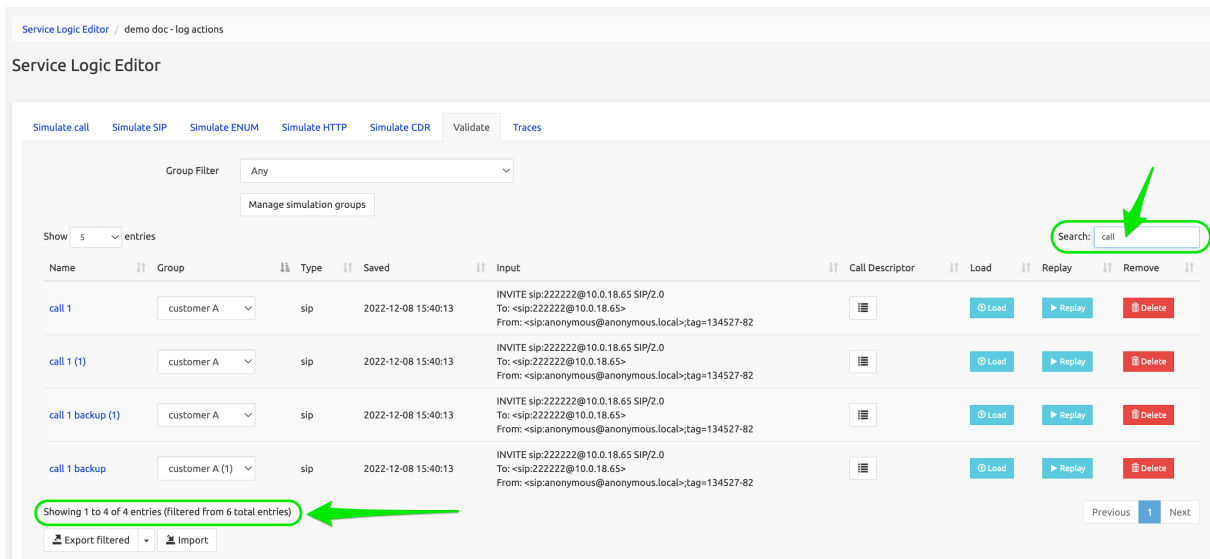 Service Logic Editor / demo doc - log actions
Service Logic Editor
Simulate call Simulate SIP Simulate ENUM Simulate HTTP Simulate CDR Validate Traces
Group Filter Any
Manage simulation groups
Show 5 entries Search: call
Name Group Type Saved Input Call Descriptor Load Replay Remove
INVITE sip:222222@10.0.18.65 SIP/2.0
call 1 customer A sip 2022-12-08 15:40:13 To: <sip:222222@10.0.18.65> Load Replay Delete
From: <sip:anonymous@anonymous.local>;tag=134527-82
INVITE sip:222222@10.0.18.65 SIP/2.0
call 1 (1) customer A sip 2022-12-08 15:40:13 To: <sip:222222@10.0.18.65> Load Replay Delete
From: <sip:anonymous@anonymous.local>;tag=134527-82
INVITE sip:222222@10.0.18.65 SIP/2.0
call 1 backup (1) customer A sip 2022-12-08 15:40:13 To: <sip:222222@10.0.18.65> Load Replay Delete
From: <sip:anonymous@anonymous.local>;tag=134527-82
INVITE sip:222222@10.0.18.65 SIP/2.0
call 1 backup customer A (1) sip 2022-12-08 15:40:13 To: <sip:222222@10.0.18.65> Load Replay Delete
From: <sip:anonymous@anonymous.local>;tag=134527-82
Showing 1 to 4 of 4 entries (filtered from 6 total entries) Previous 1 Next
Export filtered Import